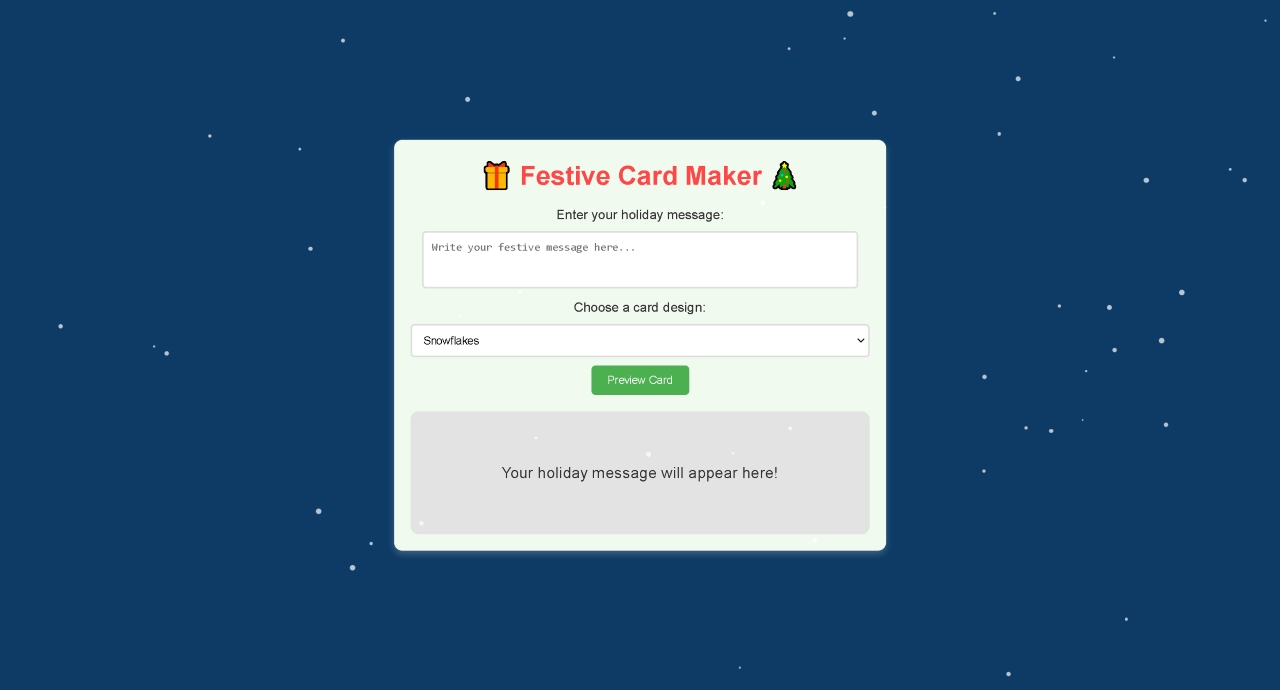 Festive Card Maker
Enter your holiday message:
Write your festive message here...
Choose a card design:
Snowflakes
Preview Card
Your holiday message will appear here!